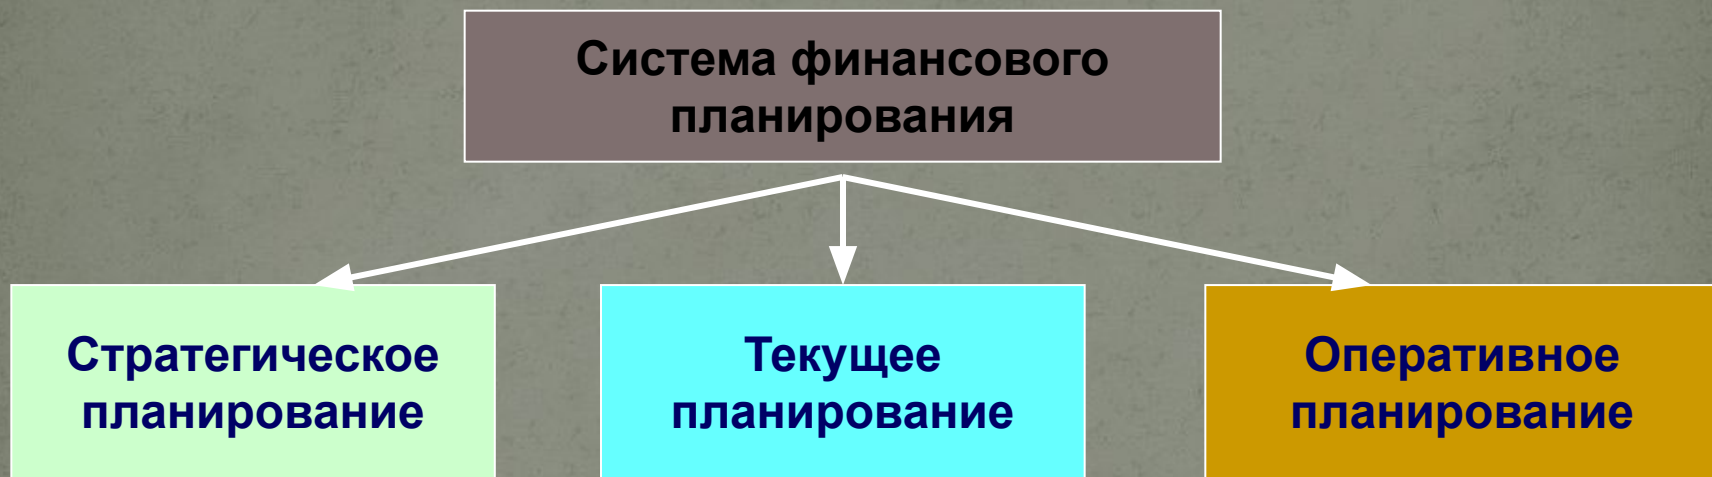 Система финансового
планирования
Стратегическое
планирование
Текущее
планирование
Оперативное
планирование